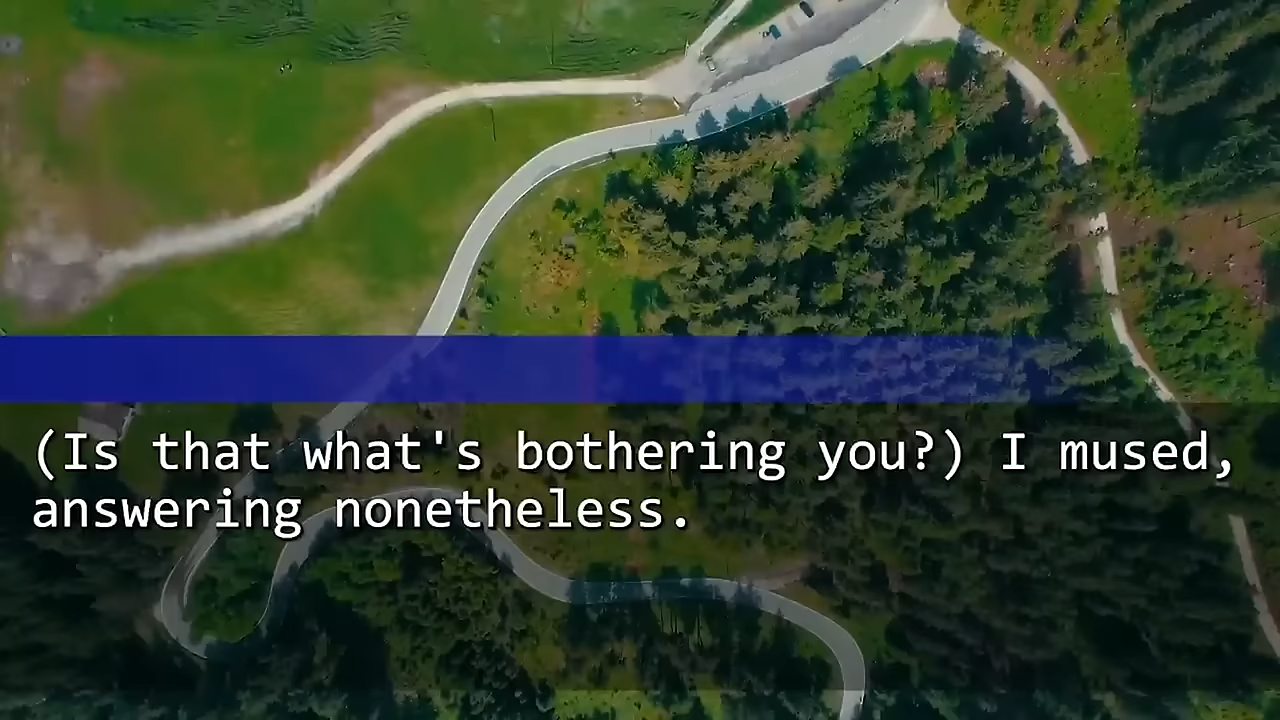 (Is that what's bothering you?) I mused,
answering nonetheless.